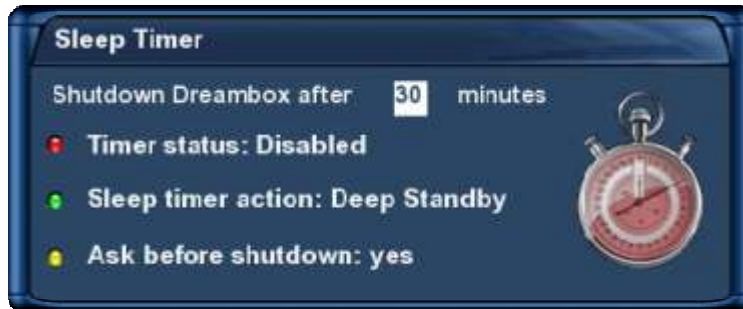 Sleep Timer
Shutdown Dreambox after 30 minutes
Timer status: Disabled
Sleep timer action: Deep Standby
Ask before shutdown: yes